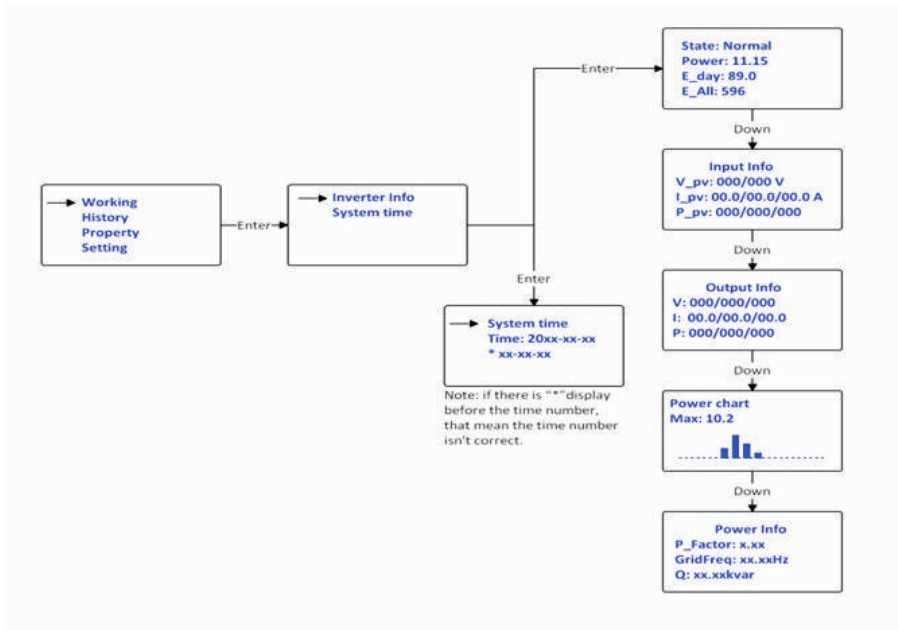 Working
History
Property
Setting
Enter
Inverter Info
System time
Enter
State: Normal
Power: 11.15
E_day: 89.0
E_All: 596
Down
Input Info
V_pv: 000/000 V
I_pv: 00.0/00.0/00.0 A
P_pv: 000/000/000
Down
Output Info
V: 000/000/000
I: 00.0/00.0/00.0
P: 000/000/000
Down
Power chart
Max: 10.2
Down
Power Info
P_Factor: x.xx
GridFreq: xx.xxHz
Q: xx.xxkvar
Enter
System time
Time: 20xx-xx-xx
* xx-xx-xx
Note: if there is "*"display
before the time number,
that mean the time number
isn't correct.